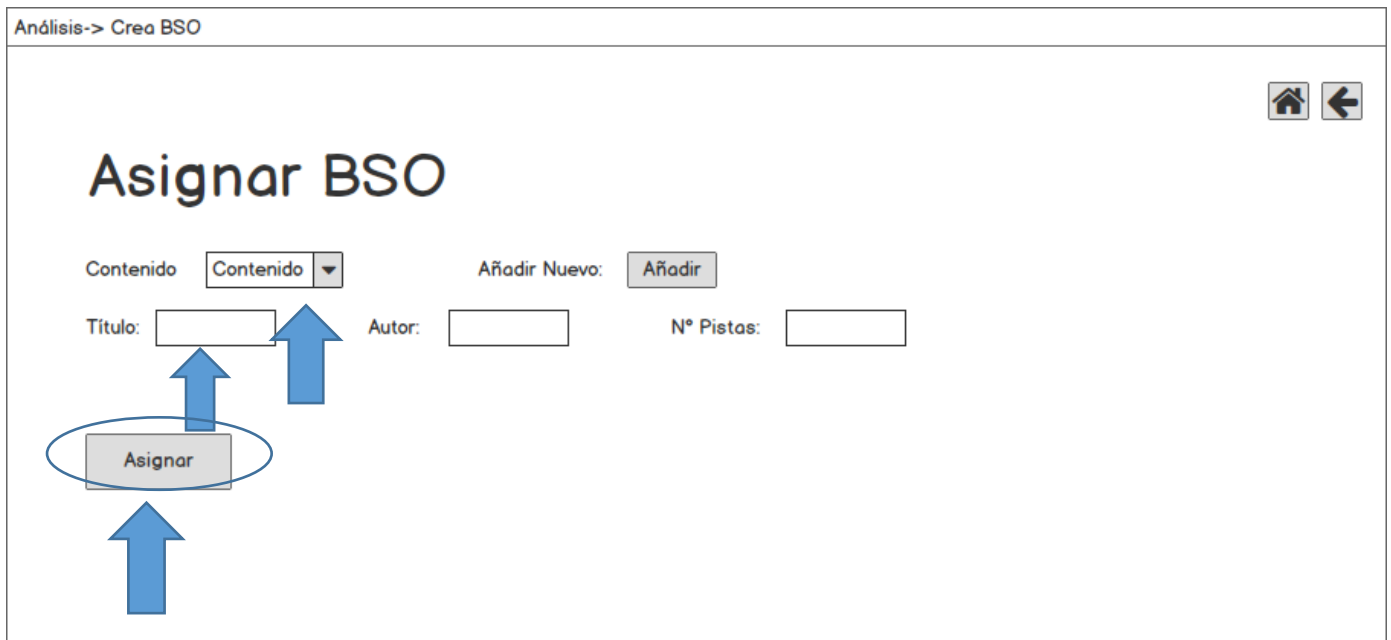 Análisis-> Crea BSO
Asignar BSO
Contenido Contenido Añadir Nuevo: Añadir
Título: Autor: Nº Pistas:
Asignar